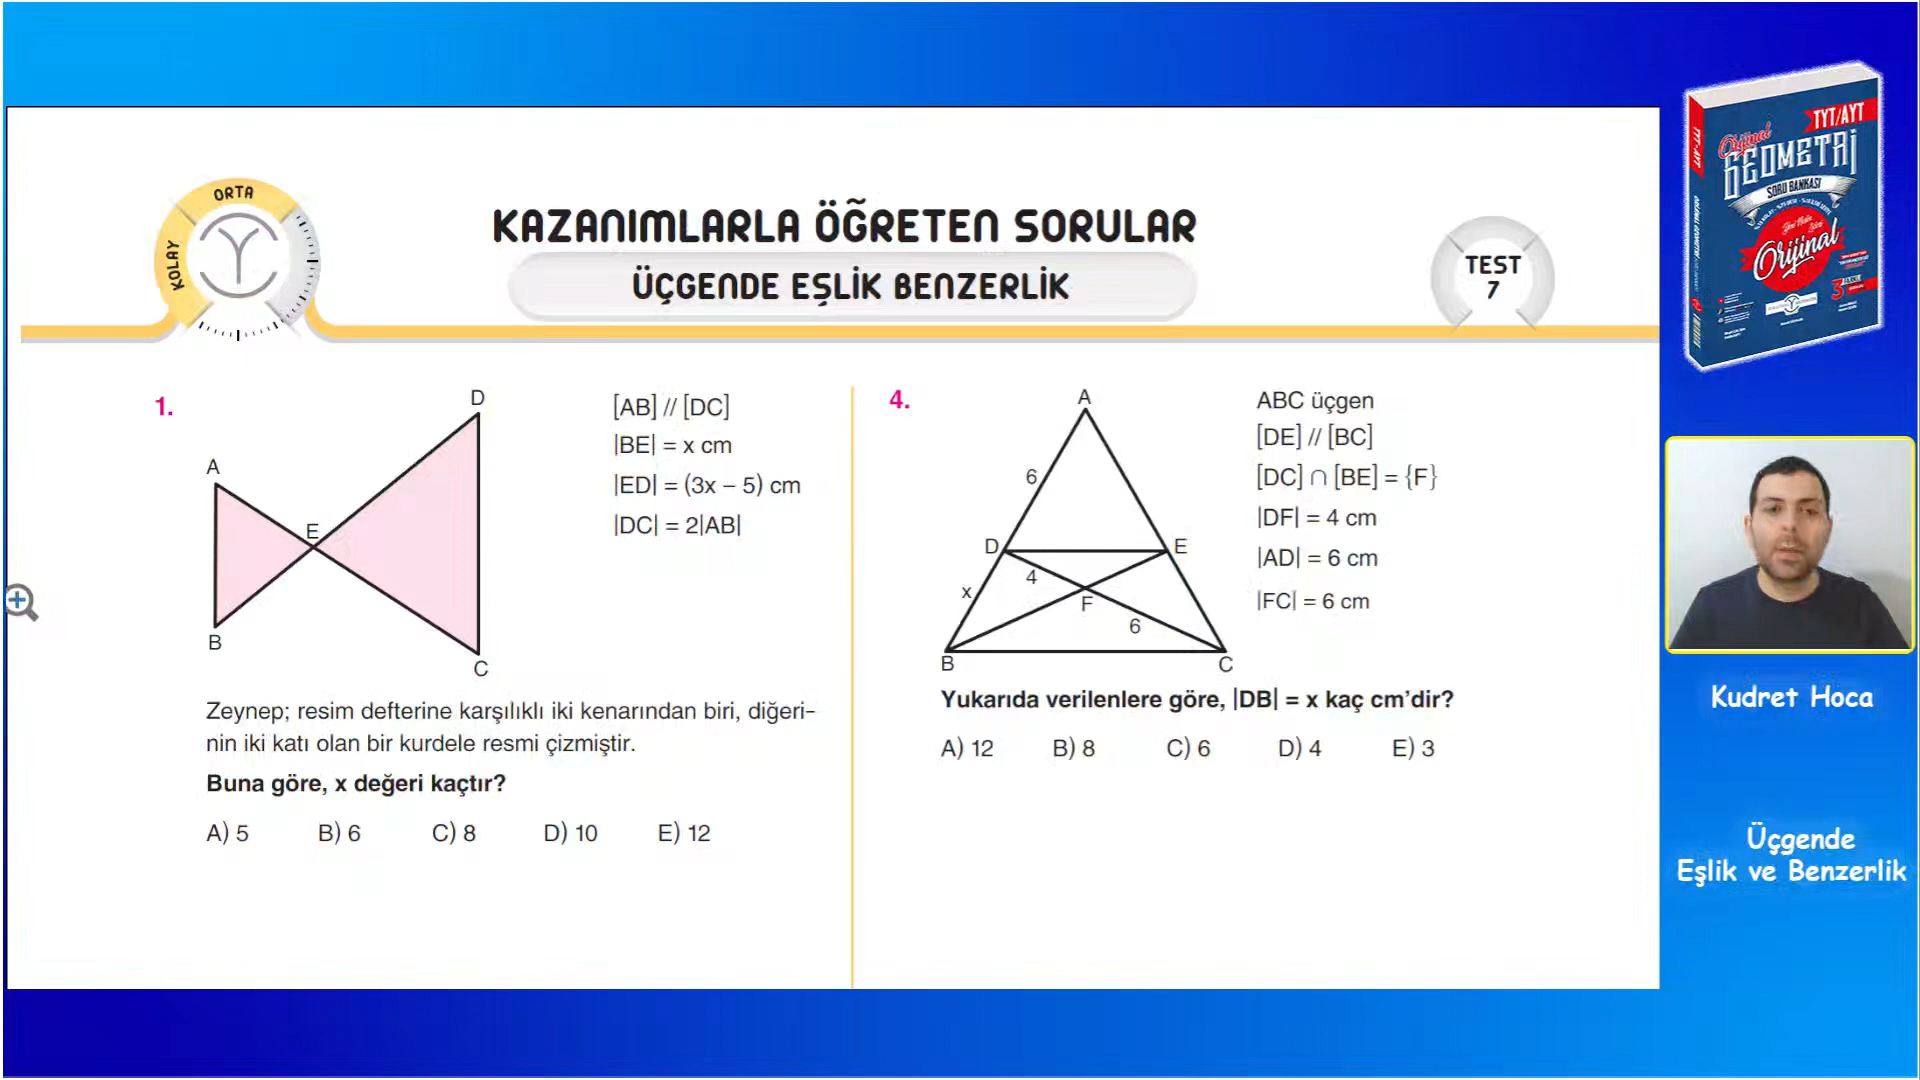 ORTA
KOLAY
KAZANIMLARLA ÖĞRETEN SORULAR
ÜÇGENDE EŞLİK BENZERLİK
TEST
7
1.
A
B
C
D
E
[AB] // [DC]
|BE| = x cm
|ED| = (3x – 5) cm
|DC| = 2|AB|
Zeynep; resim defterine karşılıklı iki kenarından biri, diğeri-
nin iki katı olan bir kurdele resmi çizmiştir.
Buna göre, x değeri kaçtır?
A) 5 B) 6 C) 8 D) 10 E) 12
4.
A
6
D
E
4
x
F
6
B
C
ABC üçgen
[DE] // [BC]
[DC] ∩ [BE] = {F}
|DF| = 4 cm
|AD| = 6 cm
|FC| = 6 cm
Yukarıda verilenlere göre, |DB| = x kaç cm’dir?
A) 12 B) 8 C) 6 D) 4 E) 3
TYT/AYT
Orijinal
GEOMETRİ
SORU BANKASI
Orijinal
3
Kudret Hoca
Üçgende
Eşlik ve Benzerlik